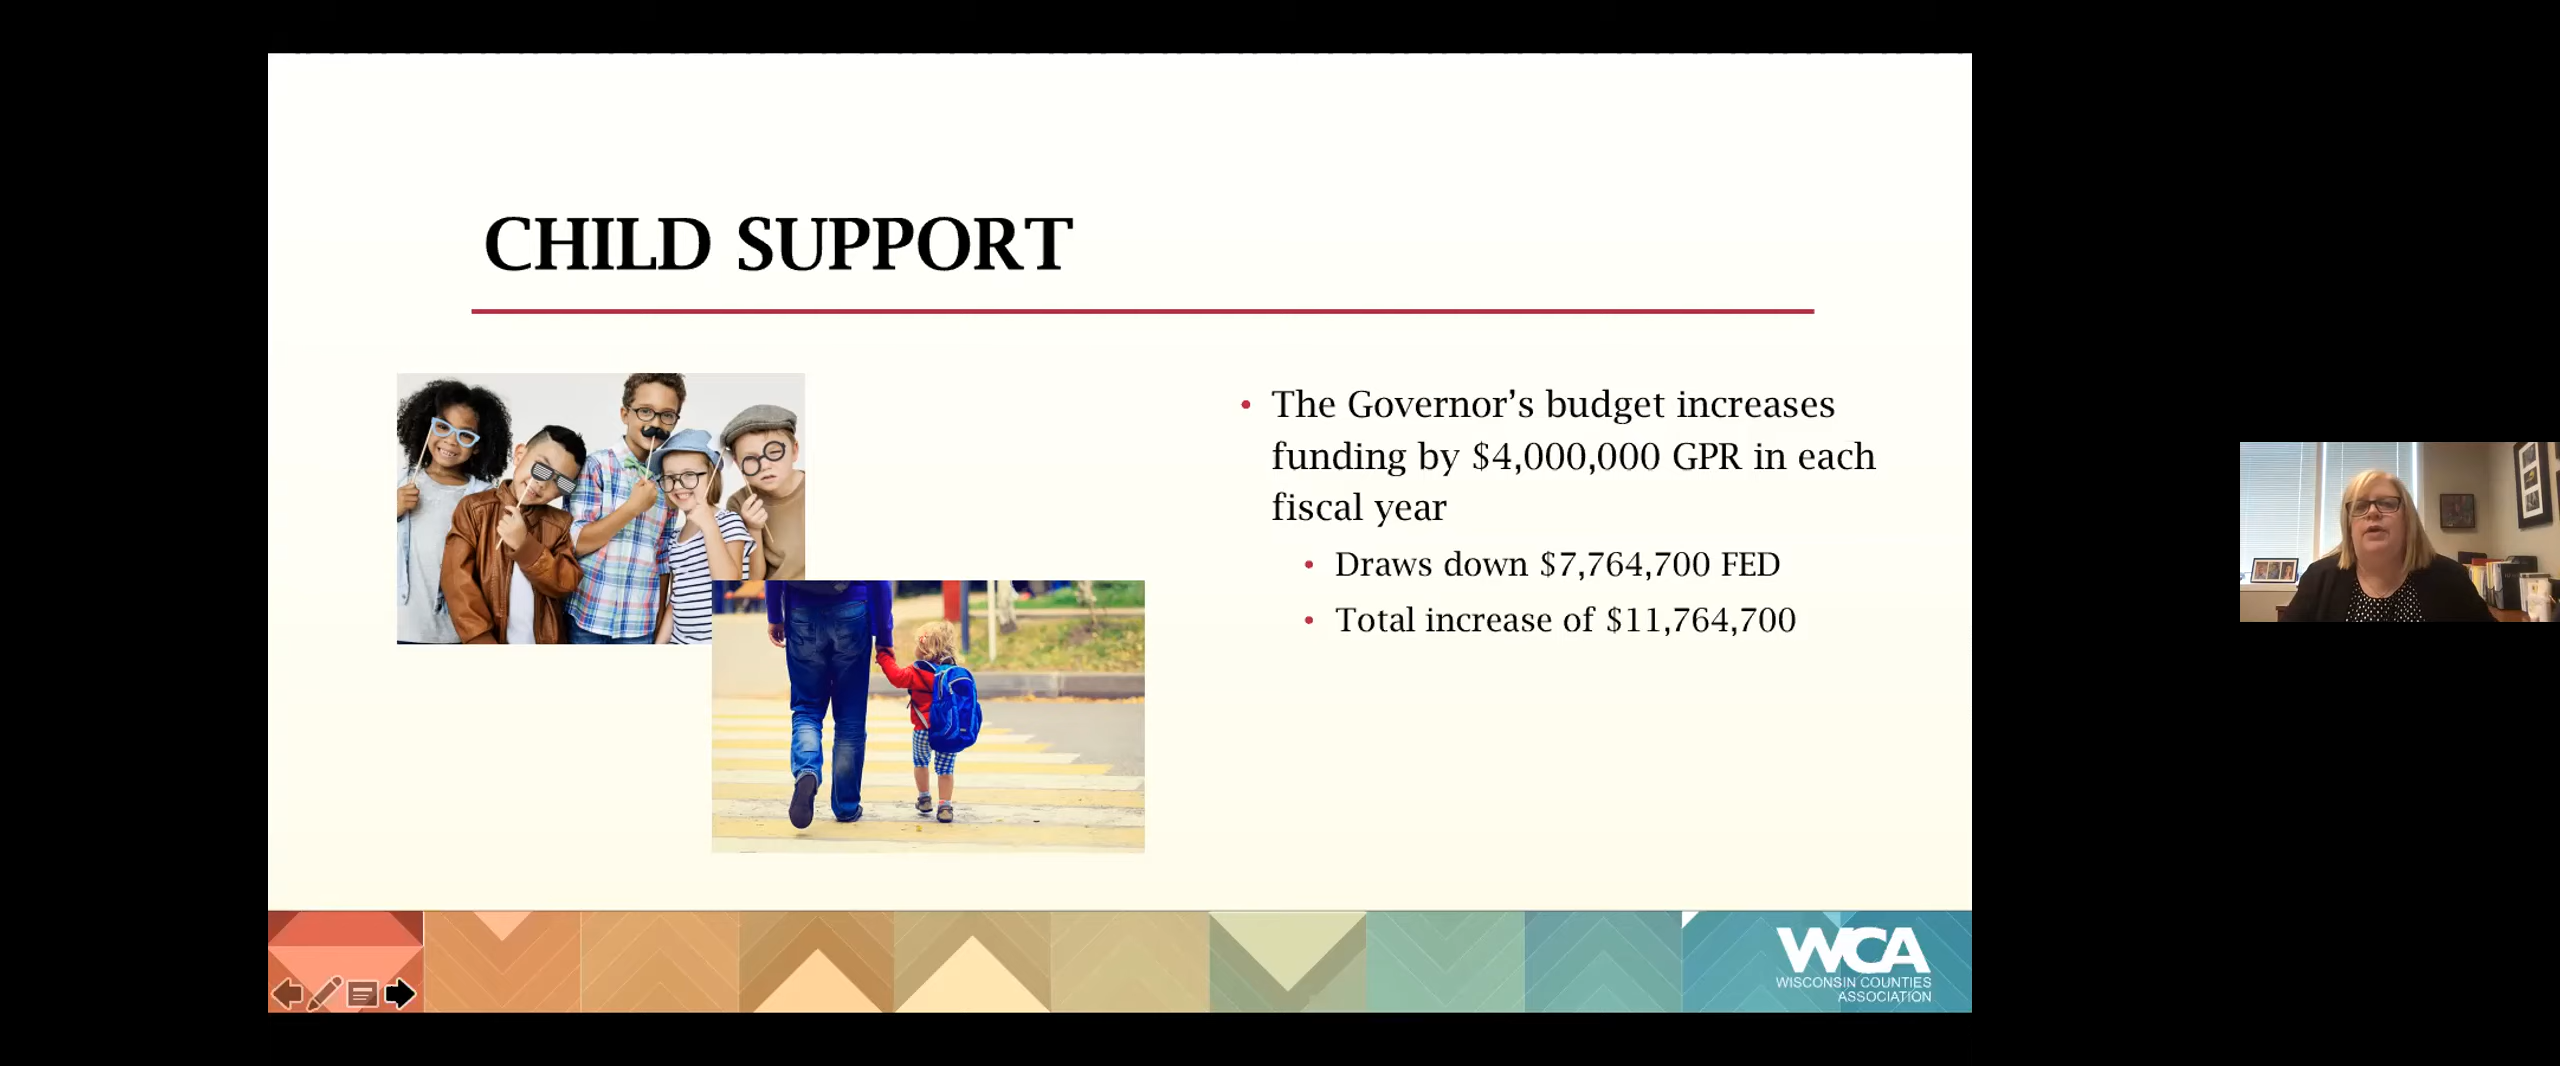 CHILD SUPPORT
• The Governor’s budget increases
funding by $4,000,000 GPR in each
fiscal year
• Draws down $7,764,700 FED
• Total increase of $11,764,700
WCA
WISCONSIN COUNTIES
ASSOCIATION